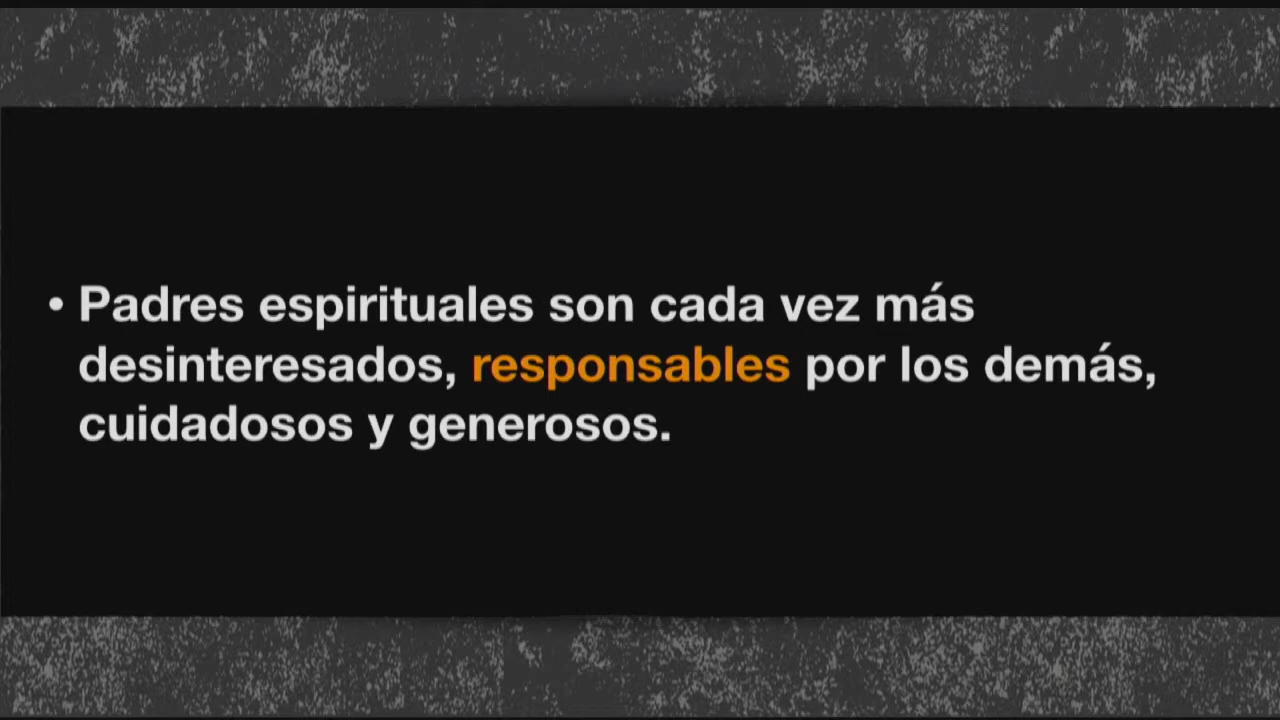 • Padres espirituales son cada vez más
desinteresados, responsables por los demás,
cuidadosos y generosos.